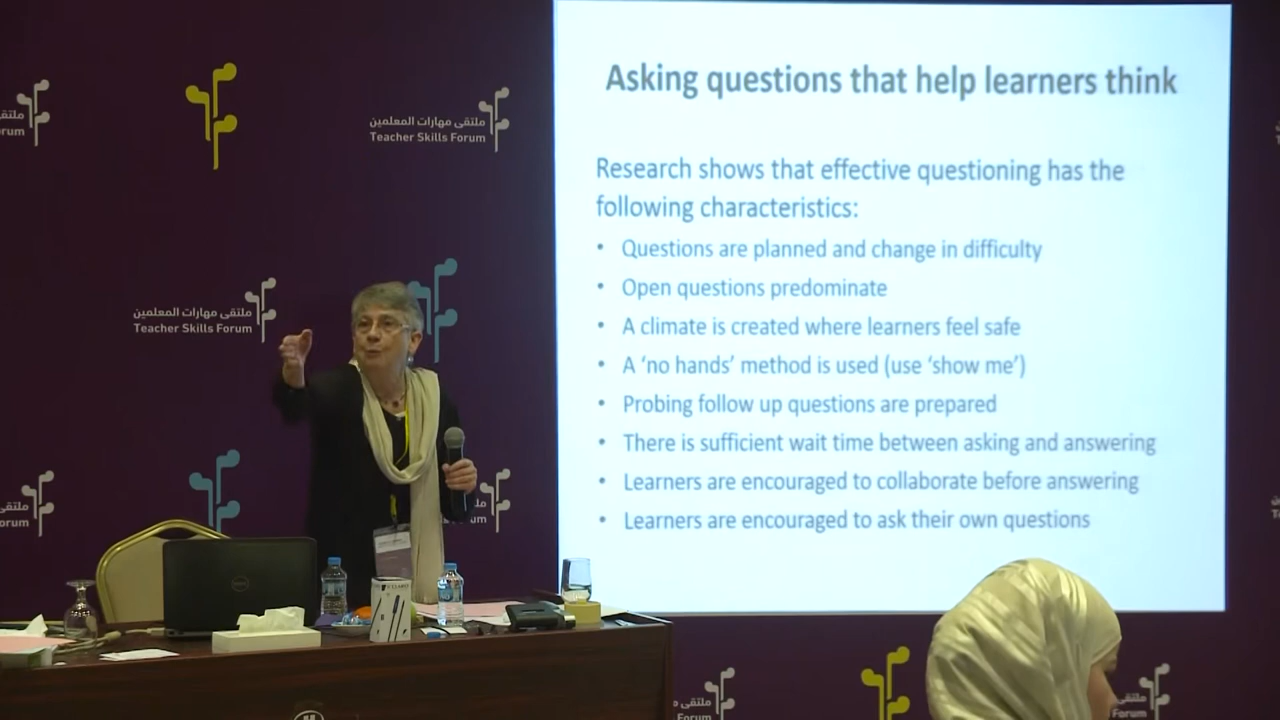 Asking questions that help learners think
Research shows that effective questioning has the
following characteristics:
• Questions are planned and change in difficulty
• Open questions predominate
• A climate is created where learners feel safe
• A ‘no hands’ method is used (use ‘show me’)
• Probing follow up questions are prepared
• There is sufficient wait time between asking and answering
• Learners are encouraged to collaborate before answering
• Learners are encouraged to ask their own questions
ملتقى مهارات المعلمين
Teacher Skills Forum
ملتقى مهارات المعلمين
Teacher Skills Forum
ملتقى
Forum
DELL